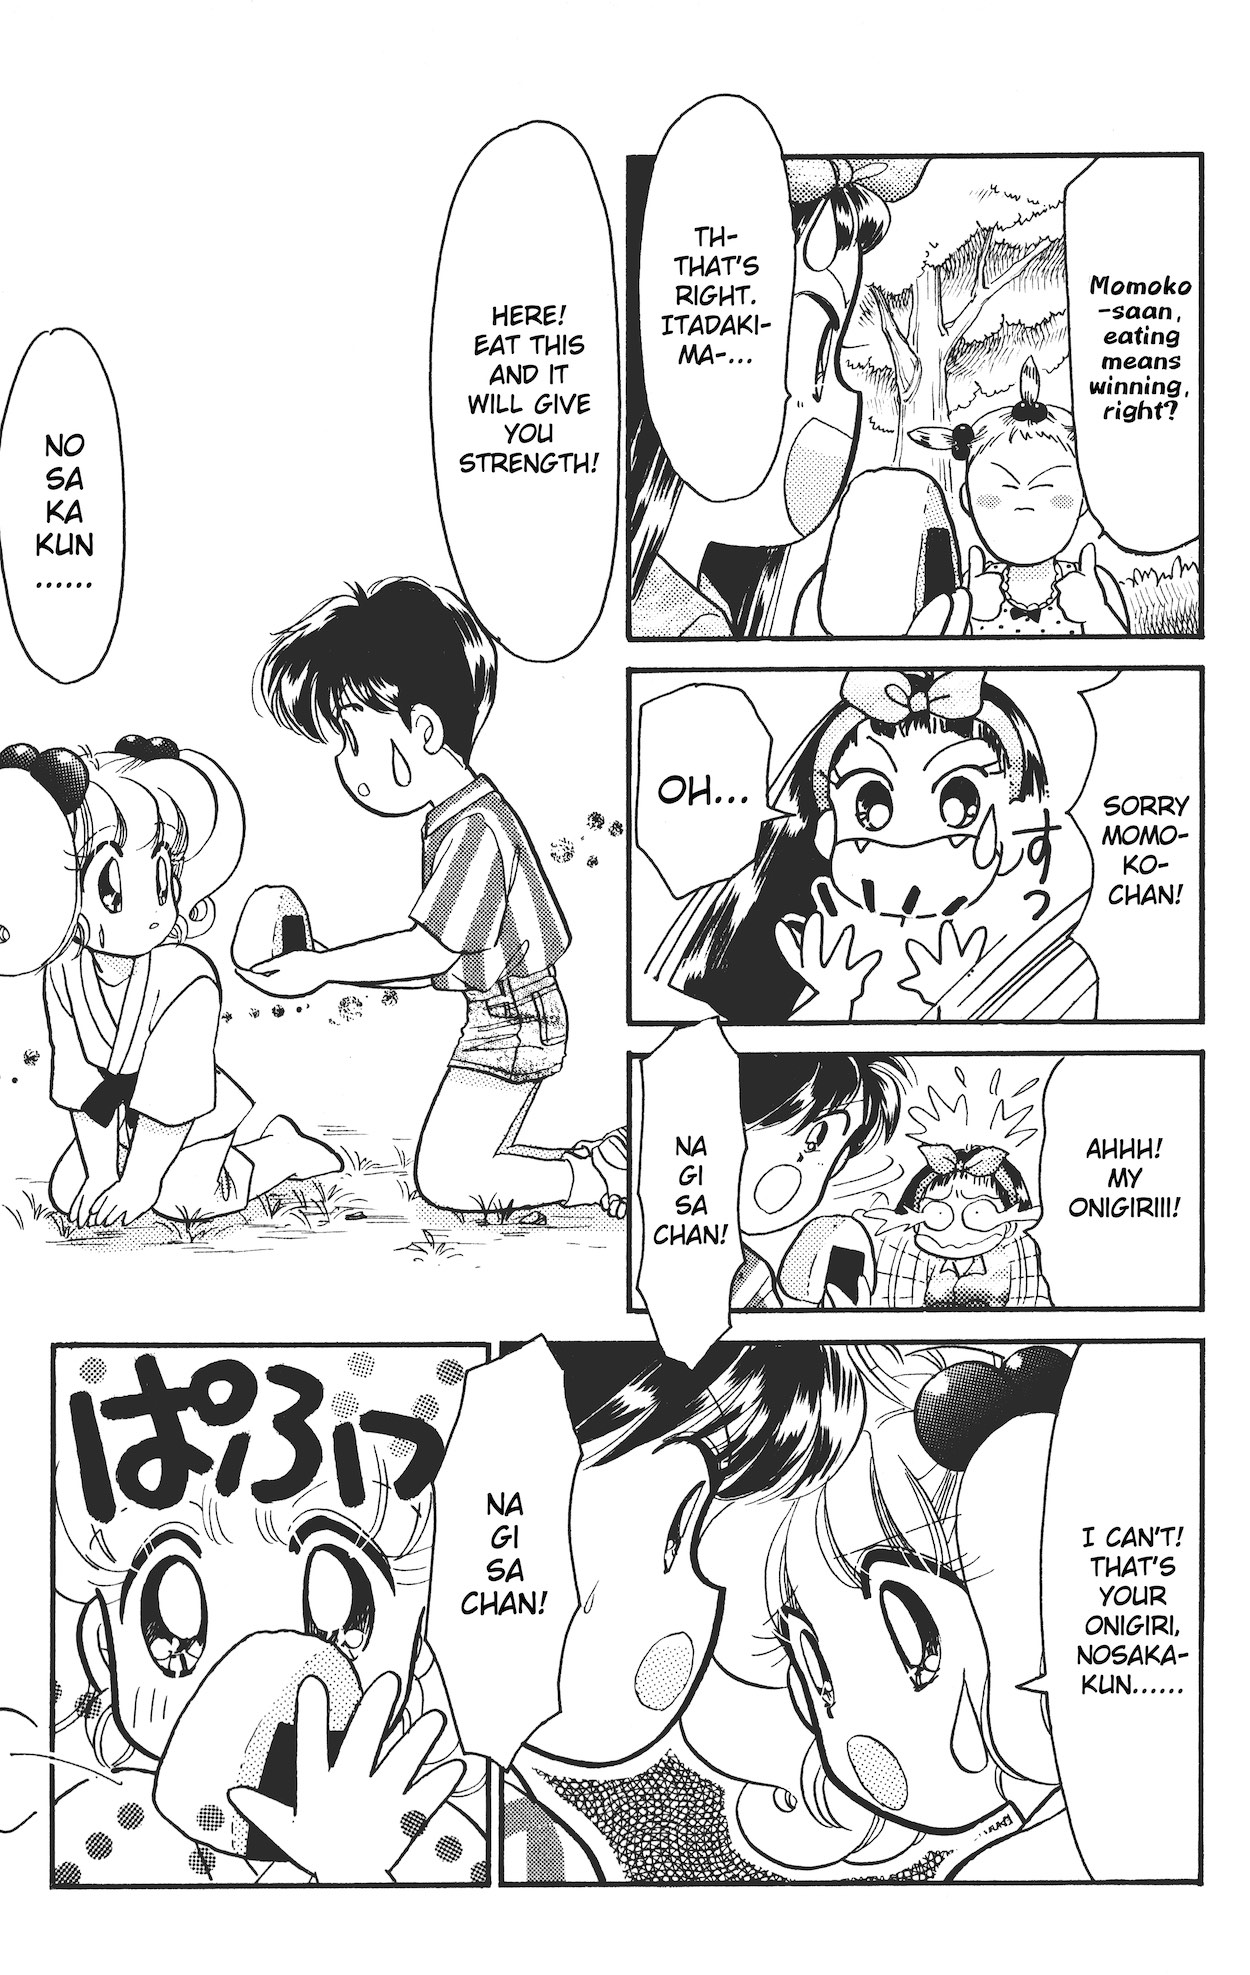 Momoko
-saan,
eating
means
winning,
right?
TH-
THAT'S
RIGHT.
ITADAKI-
MA-...
SORRY
MOMO-
KO-
CHAN!
すっ
OH...
AHHH!
MY
ONIGIRIII!
NA
GI
SA
CHAN!
HERE!
EAT THIS
AND IT
WILL GIVE
YOU
STRENGTH!
NO
SA
KA
KUN
......
I CAN'T!
THAT'S
YOUR
ONIGIRI,
NOSAKA-
KUN......
NA
GI
SA
CHAN!
ぱふっ